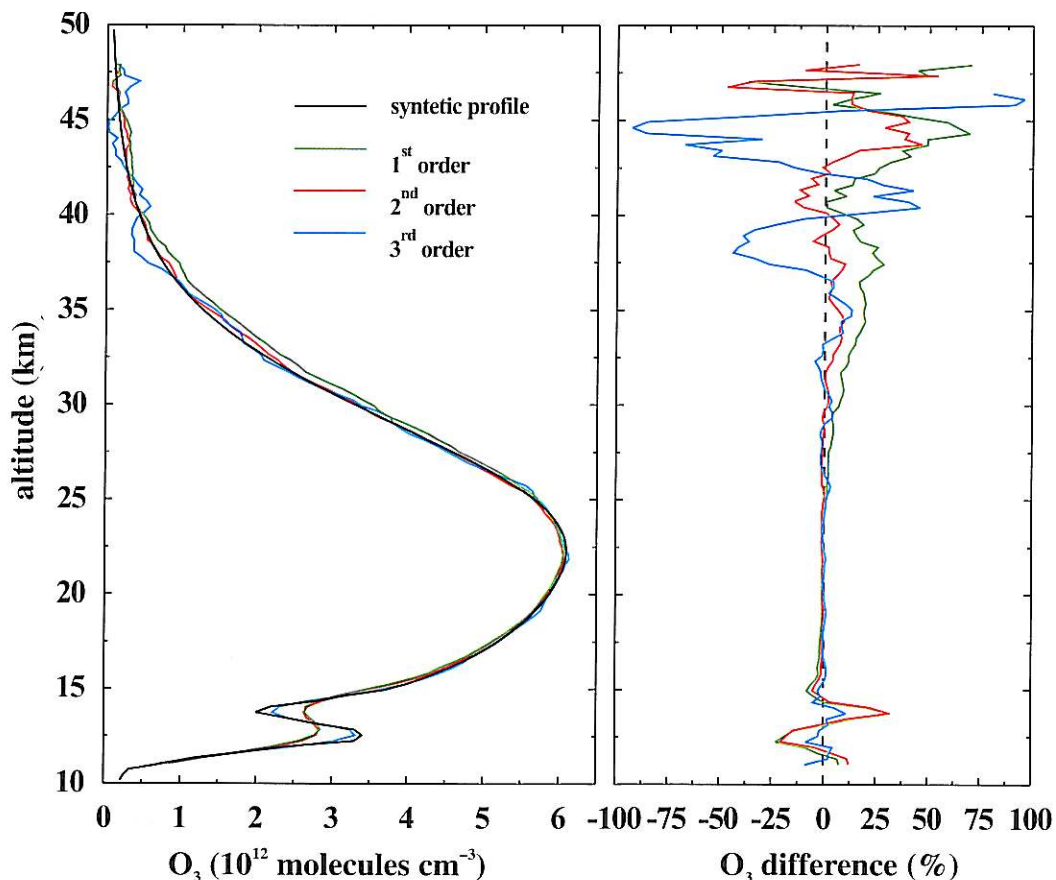 50
45
40
35
30
25
20
15
10
altitude (km)
syntetic profile
1st order
2nd order
3rd order
0 1 2 3 4 5 6
O3 (10^12 molecules cm^-3)
-100 -75 -50 -25 0 25 50 75 100
O3 difference (%)